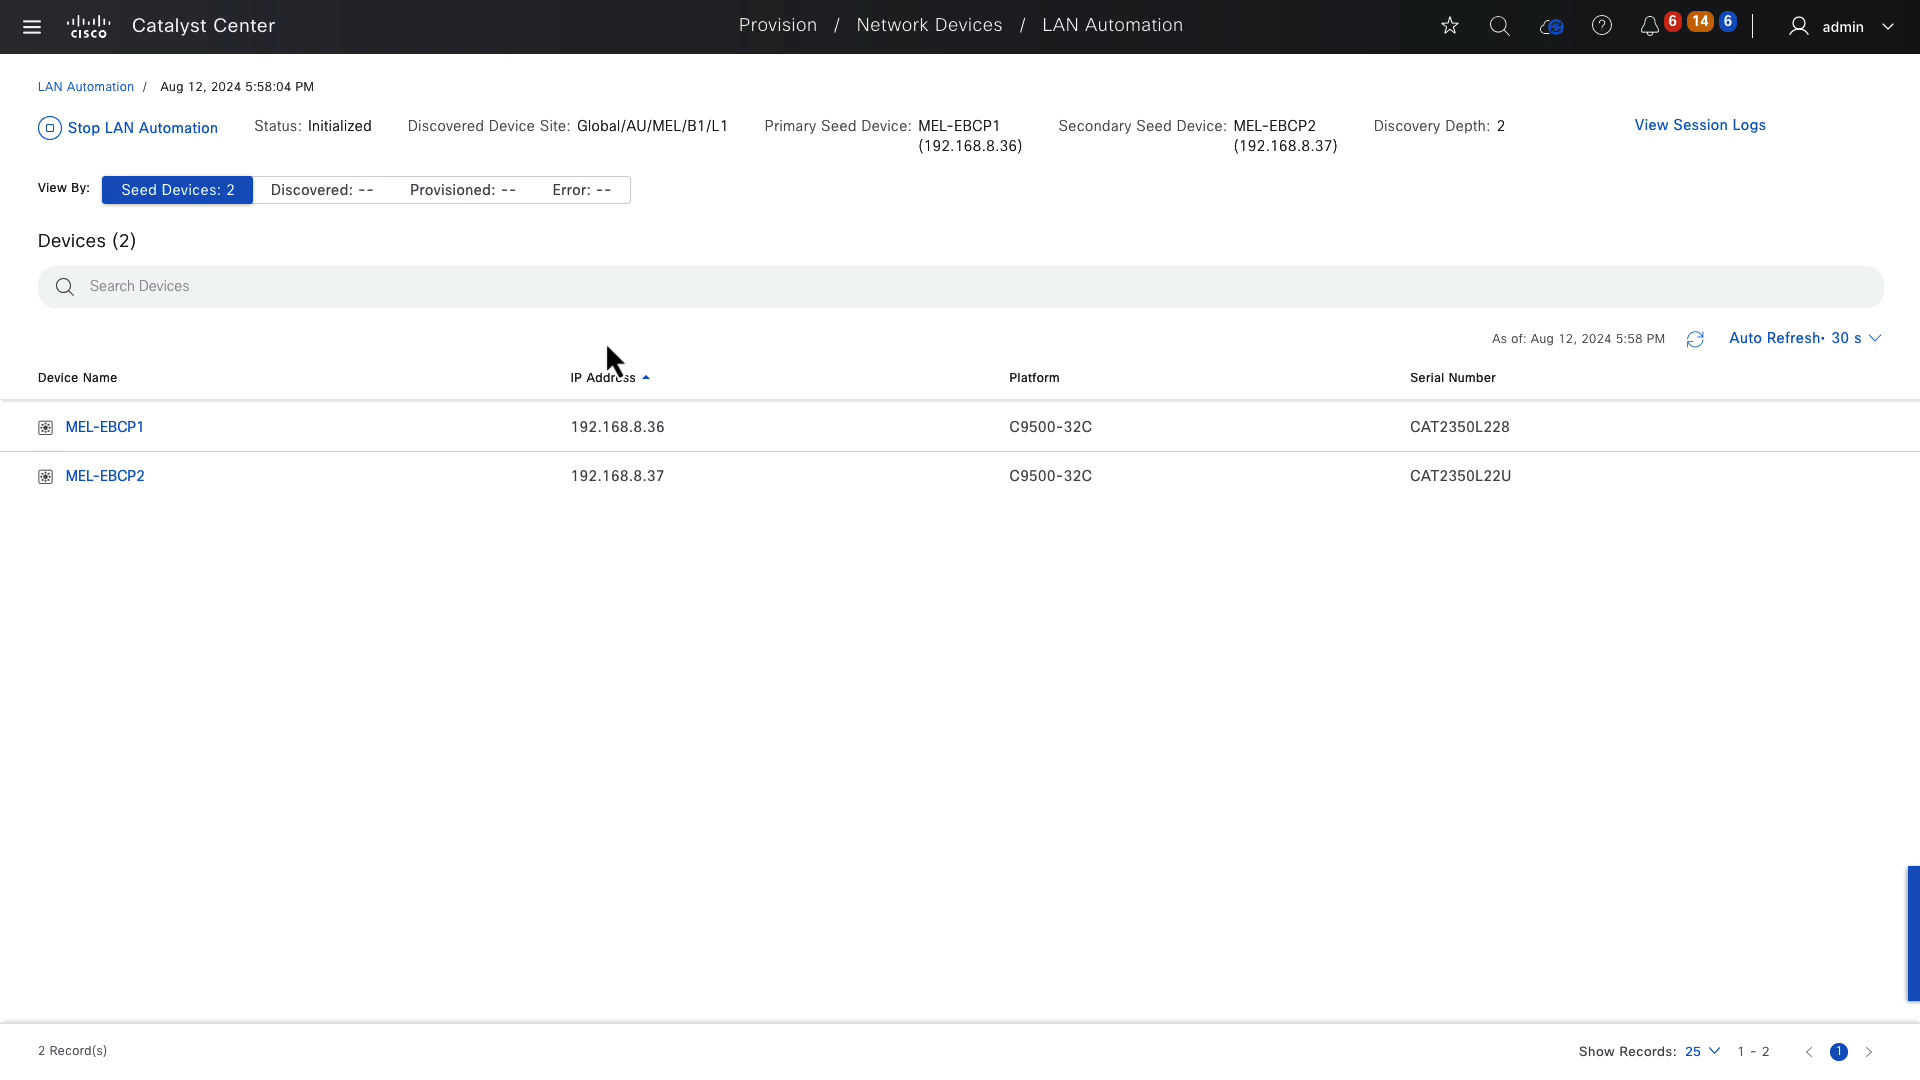 cisco Catalyst Center Provision / Network Devices / LAN Automation 6 14 6 admin
LAN Automation / Aug 12, 2024 5:58:04 PM
Stop LAN Automation Status: Initialized Discovered Device Site: Global/AU/MEL/B1/L1 Primary Seed Device: MEL-EBCP1 Secondary Seed Device: MEL-EBCP2 Discovery Depth: 2 View Session Logs
(192.168.8.36) (192.168.8.37)
View By: Seed Devices: 2 Discovered: -- Provisioned: -- Error: --
Devices (2)
Search Devices
As of: Aug 12, 2024 5:58 PM Auto Refresh• 30 s
Device Name IP Address Platform Serial Number
MEL-EBCP1 192.168.8.36 C9500-32C CAT2350L228
MEL-EBCP2 192.168.8.37 C9500-32C CAT2350L22U
2 Record(s) Show Records: 25 1 - 2 < 1 >